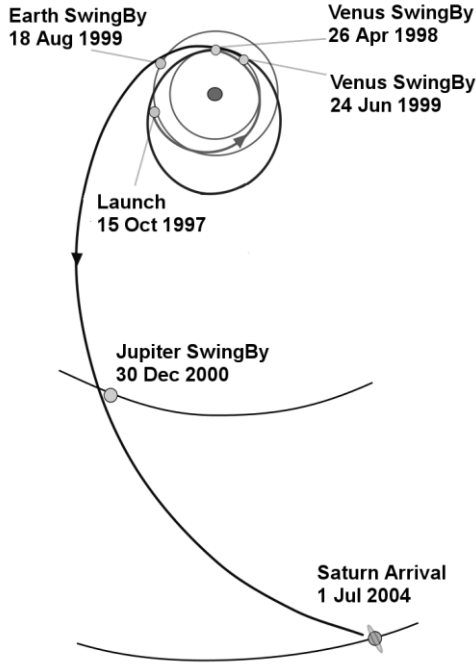 Earth SwingBy
18 Aug 1999
Venus SwingBy
26 Apr 1998
Venus SwingBy
24 Jun 1999
Launch
15 Oct 1997
Jupiter SwingBy
30 Dec 2000
Saturn Arrival
1 Jul 2004